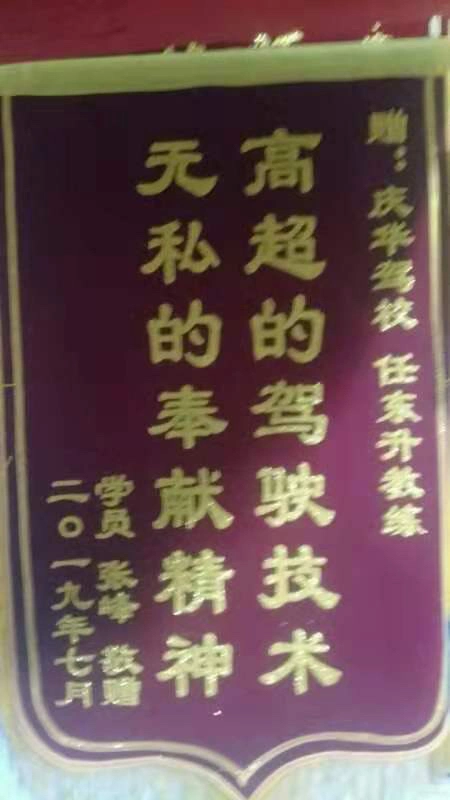 赠：庆华驾校 任东升教练
高超的驾驶技术
无私的奉献精神
学员 张峰 敬赠
二〇一九年七月